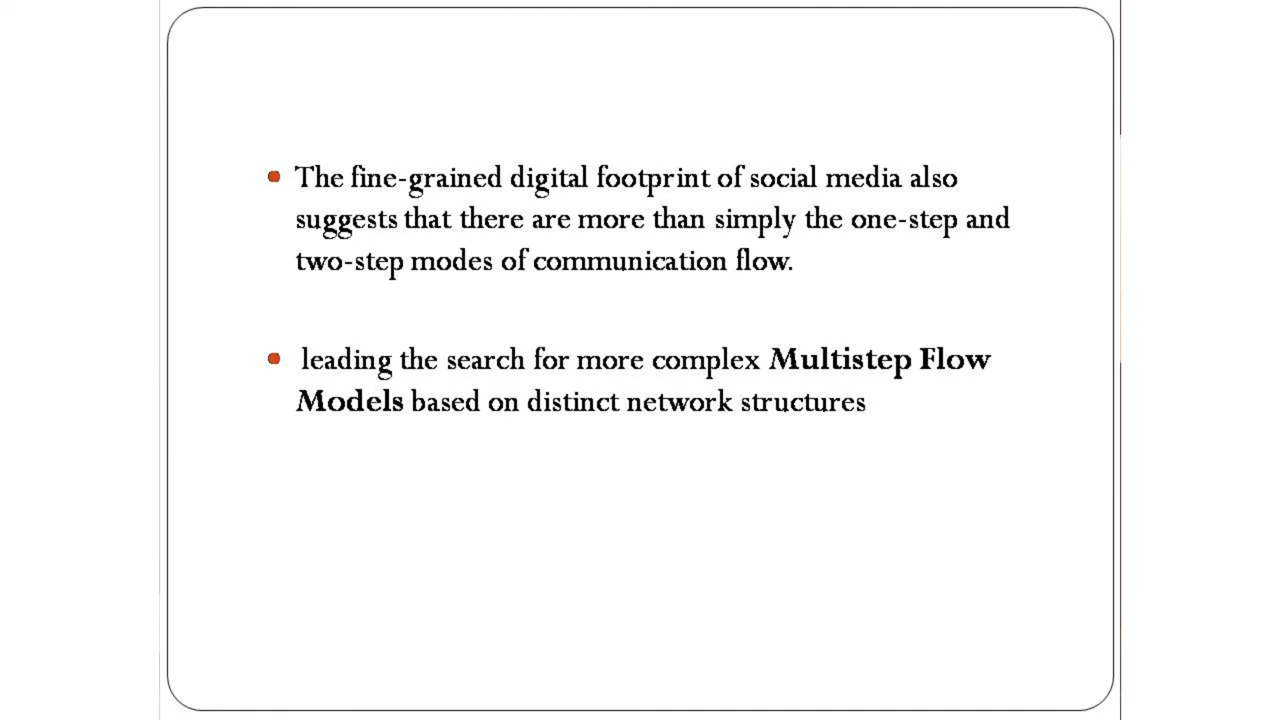 • The fine-grained digital footprint of social media also
suggests that there are more than simply the one-step and
two-step modes of communication flow.
• leading the search for more complex Multistep Flow
Models based on distinct network structures